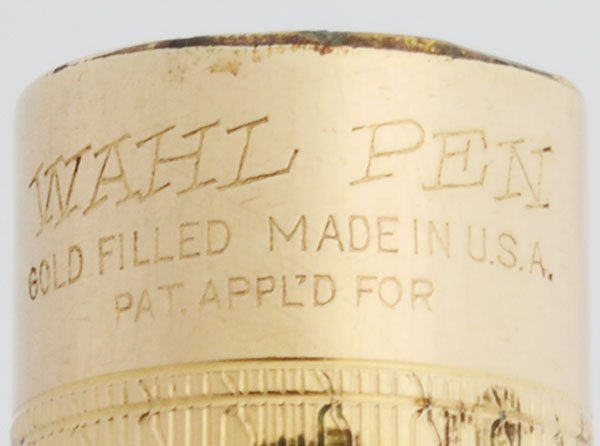 WAHL PEN
GOLD FILLED MADE IN U.S.A.
PAT. APPL'D FOR